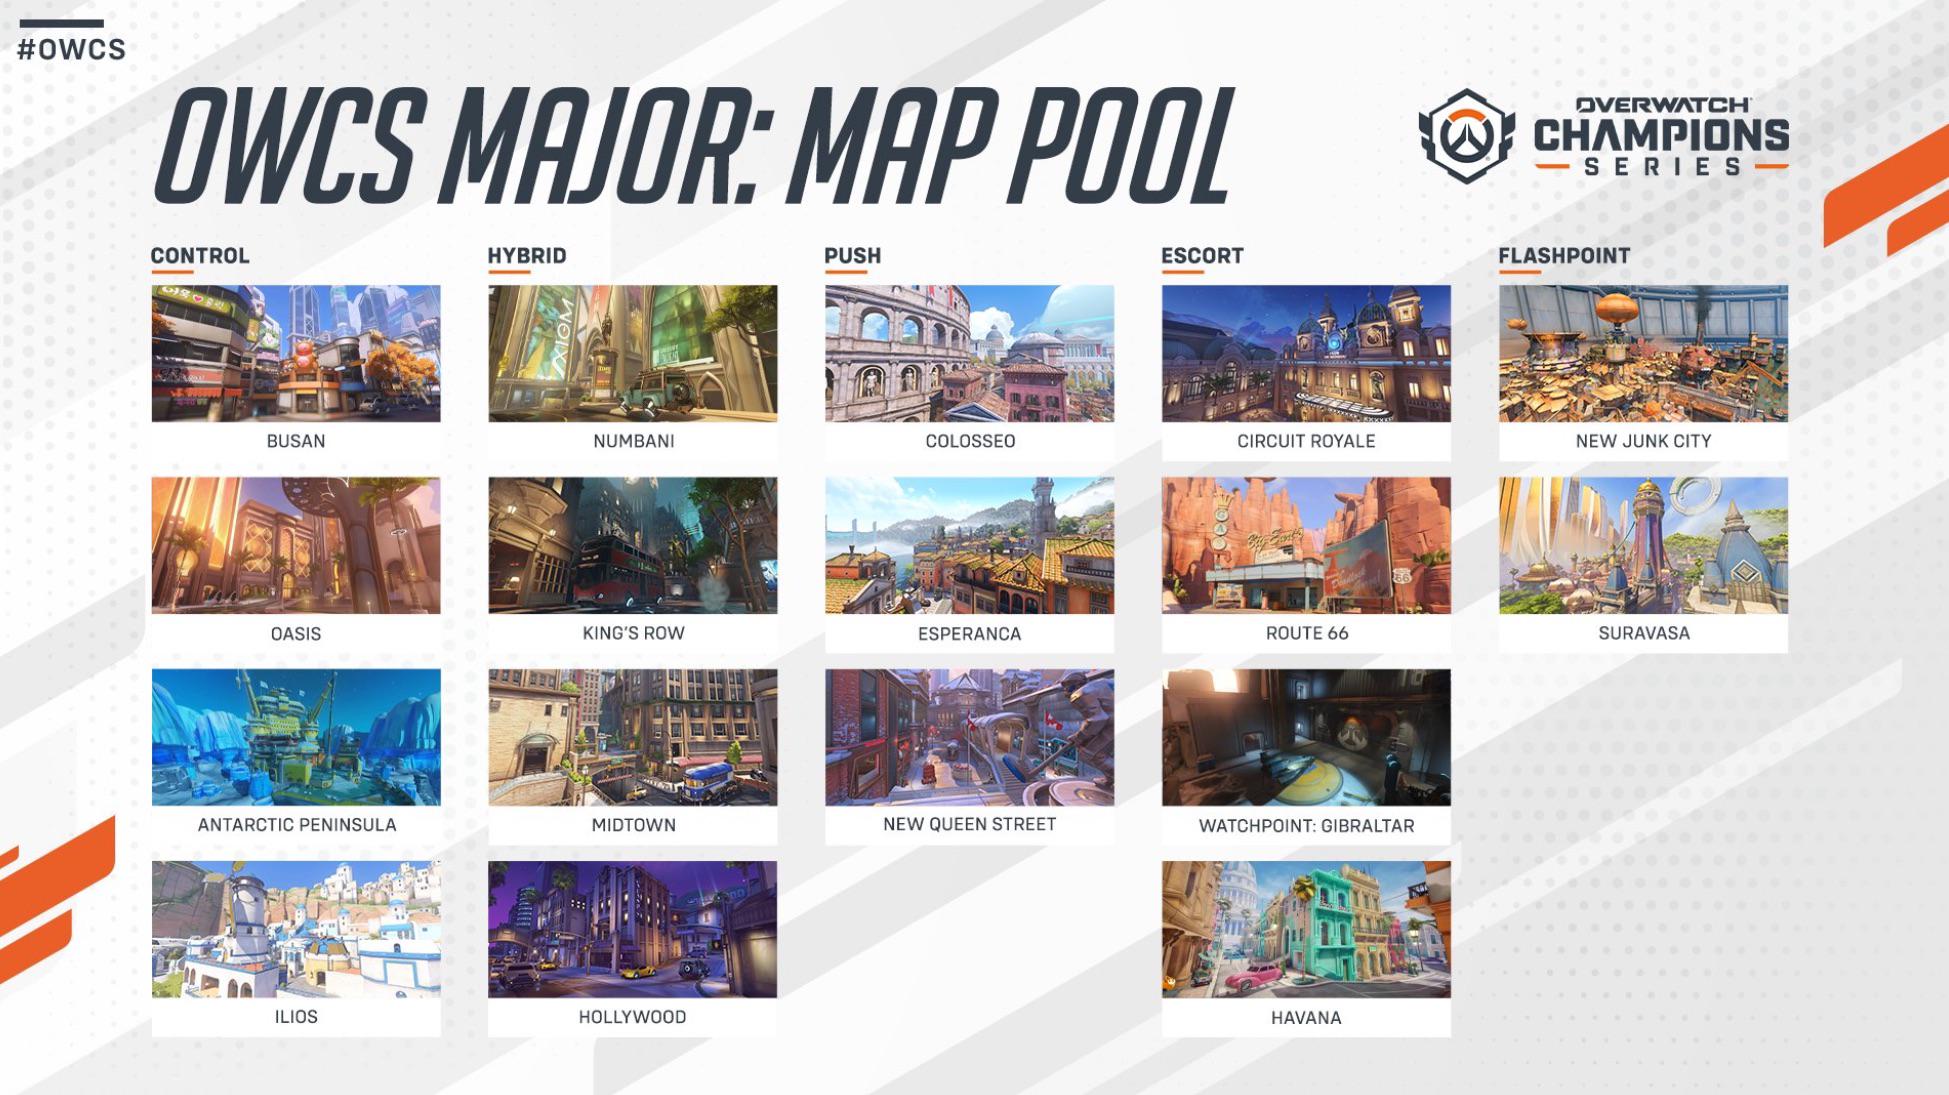 #OWCS
OWCS MAJOR: MAP POOL
OVERWATCH
CHAMPIONS
SERIES
CONTROL
HYBRID
PUSH
ESCORT
FLASHPOINT
BUSAN
NUMBANI
COLOSSEO
CIRCUIT ROYALE
NEW JUNK CITY
OASIS
KING'S ROW
ESPERANCA
ROUTE 66
SURAVASA
ANTARCTIC PENINSULA
MIDTOWN
NEW QUEEN STREET
WATCHPOINT: GIBRALTAR
ILIOS
HOLLYWOOD
HAVANA